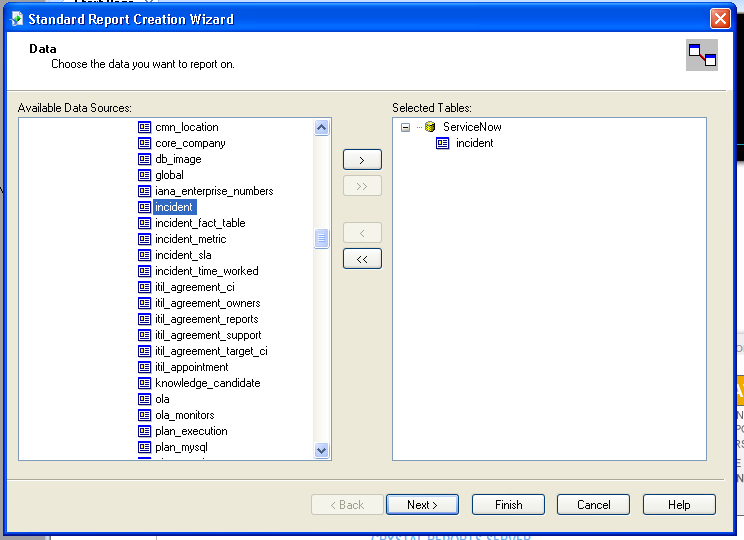 Standard Report Creation Wizard
Data
Choose the data you want to report on.
Available Data Sources:
cmn_location
core_company
db_image
global
iana_enterprise_numbers
incident
incident_fact_table
incident_metric
incident_sla
incident_time_worked
itil_agreement_ci
itil_agreement_owners
itil_agreement_reports
itil_agreement_support
itil_agreement_target_ci
itil_appointment
knowledge_candidate
ola
ola_monitors
plan_execution
plan_mysql
>
>>
<
<<
Selected Tables:
ServiceNow
incident
< Back
Next >
Finish
Cancel
Help